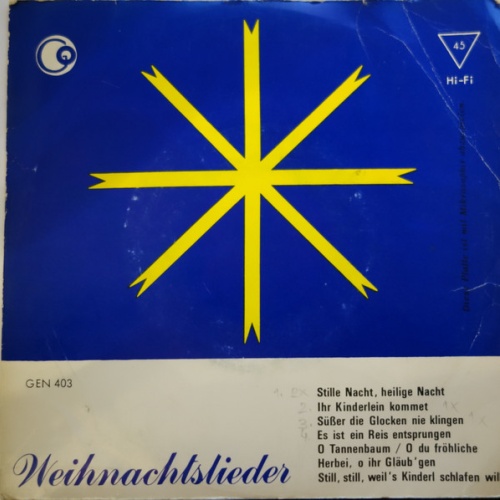 G
45
Hi-Fi
GEN 403
Stille Nacht, heilige Nacht
Ihr Kinderlein kommet
Süßer die Glocken nie klingen
Es ist ein Reis entsprungen
O Tannenbaum / O du fröhliche
Herbei, o ihr Gläub'gen
Still, still, weil's Kinderl schlafen wil
Weihnachtslieder